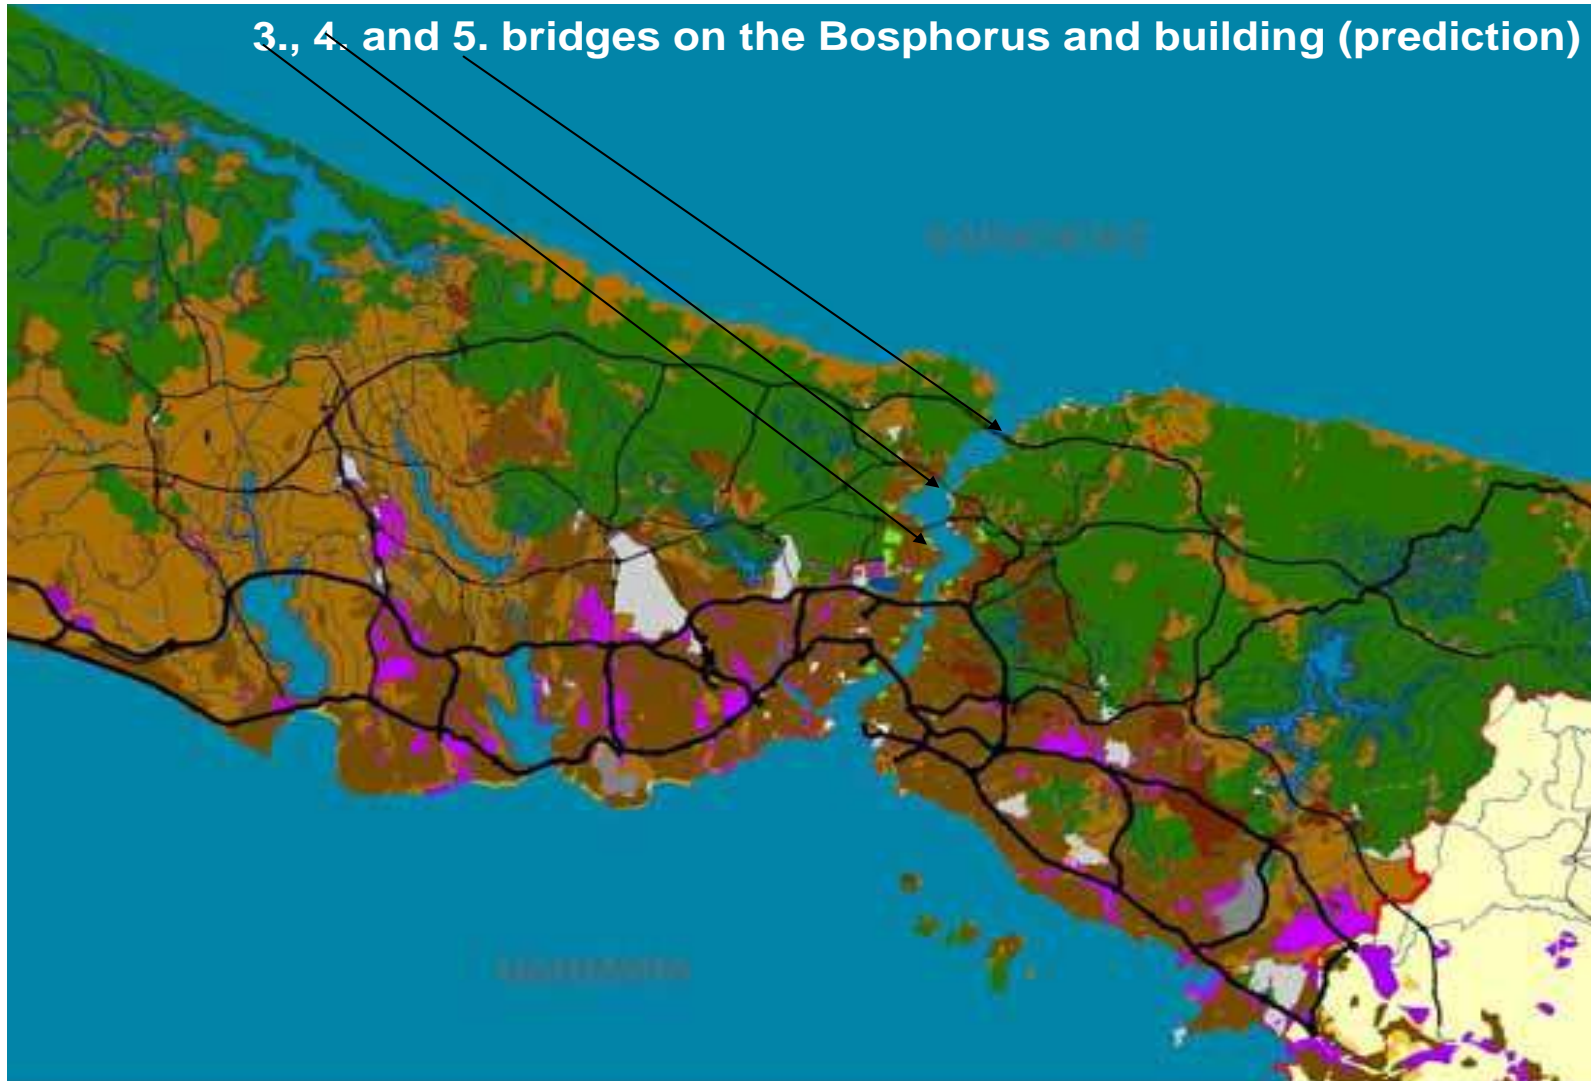 3., 4. and 5. bridges on the Bosphorus and building (prediction)